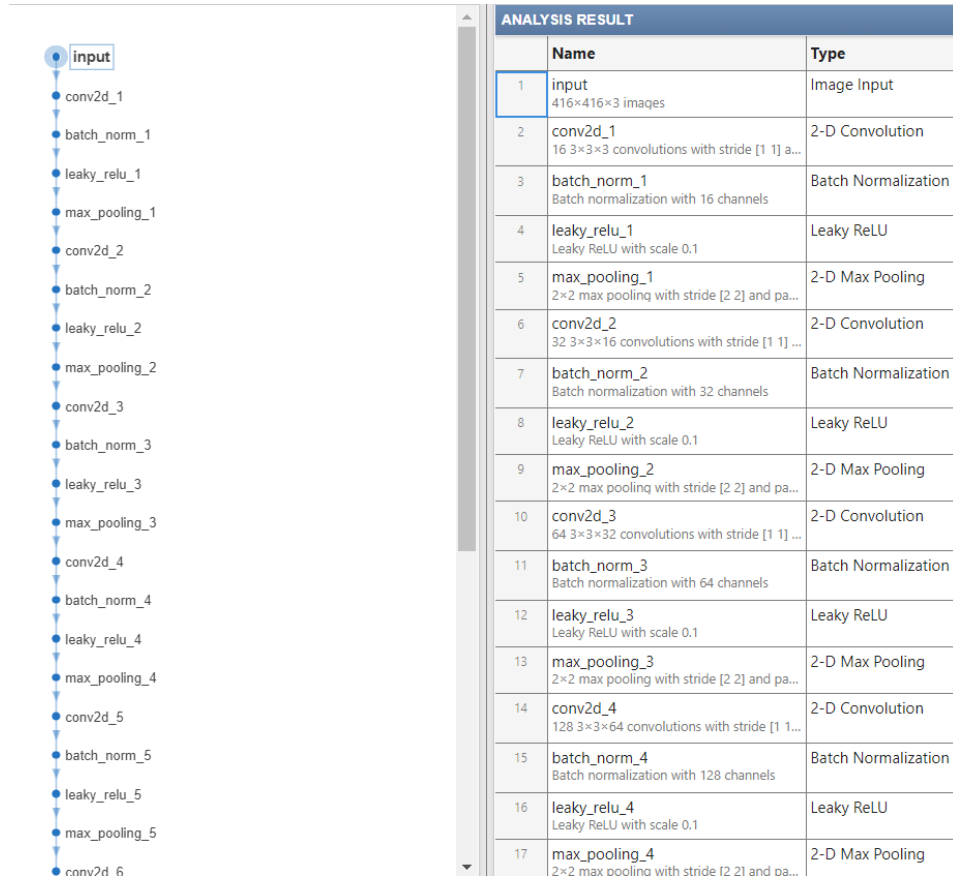 input
conv2d_1
batch_norm_1
leaky_relu_1
max_pooling_1
conv2d_2
batch_norm_2
leaky_relu_2
max_pooling_2
conv2d_3
batch_norm_3
leaky_relu_3
max_pooling_3
conv2d_4
batch_norm_4
leaky_relu_4
max_pooling_4
conv2d_5
batch_norm_5
leaky_relu_5
max_pooling_5
conv2d_6
ANALYSIS RESULT
Name Type
1 input Image Input
416×416×3 images
2 conv2d_1 2-D Convolution
16 3×3×3 convolutions with stride [1 1] a...
3 batch_norm_1 Batch Normalization
Batch normalization with 16 channels
4 leaky_relu_1 Leaky ReLU
Leaky ReLU with scale 0.1
5 max_pooling_1 2-D Max Pooling
2×2 max pooling with stride [2 2] and pa...
6 conv2d_2 2-D Convolution
32 3×3×16 convolutions with stride [1 1] ...
7 batch_norm_2 Batch Normalization
Batch normalization with 32 channels
8 leaky_relu_2 Leaky ReLU
Leaky ReLU with scale 0.1
9 max_pooling_2 2-D Max Pooling
2×2 max pooling with stride [2 2] and pa...
10 conv2d_3 2-D Convolution
64 3×3×32 convolutions with stride [1 1] ...
11 batch_norm_3 Batch Normalization
Batch normalization with 64 channels
12 leaky_relu_3 Leaky ReLU
Leaky ReLU with scale 0.1
13 max_pooling_3 2-D Max Pooling
2×2 max pooling with stride [2 2] and pa...
14 conv2d_4 2-D Convolution
128 3×3×64 convolutions with stride [1 1...
15 batch_norm_4 Batch Normalization
Batch normalization with 128 channels
16 leaky_relu_4 Leaky ReLU
Leaky ReLU with scale 0.1
17 max_pooling_4 2-D Max Pooling
2×2 max pooling with stride [2 2] and pa...